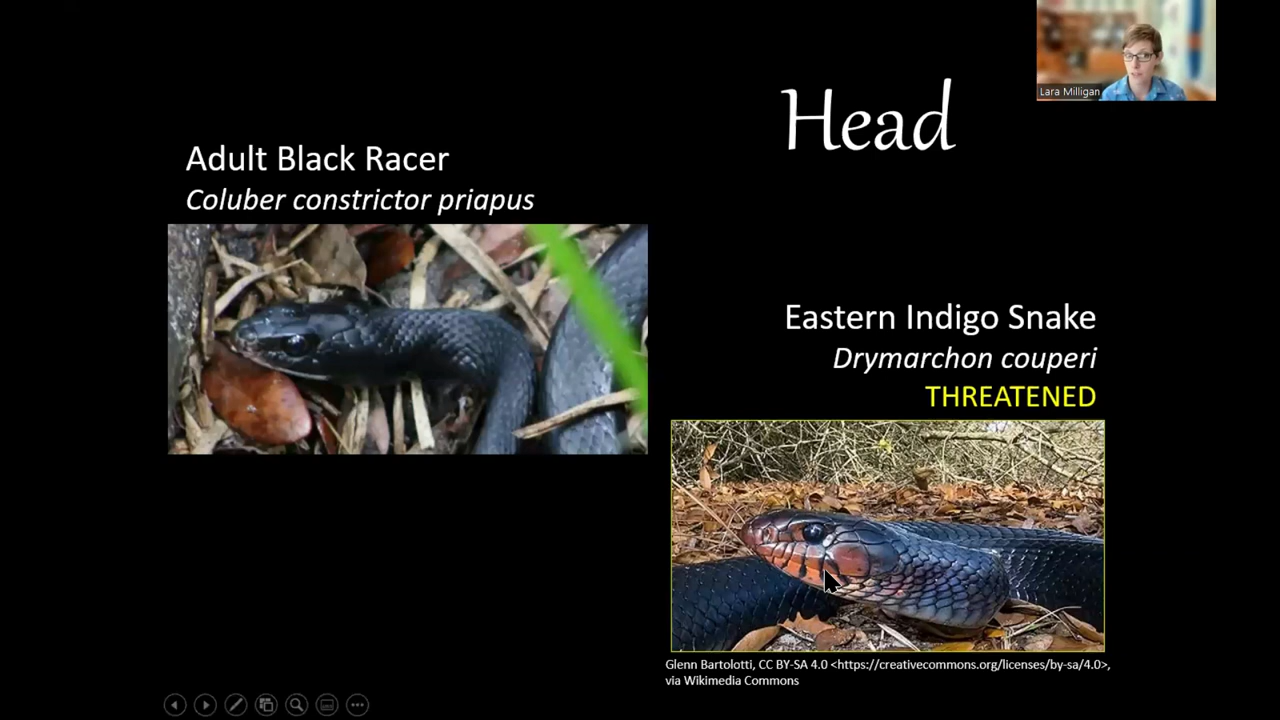 Lara Milligan
Head
Adult Black Racer
Coluber constrictor priapus
Eastern Indigo Snake
Drymarchon couperi
THREATENED
Glenn Bartolotti, CC BY-SA 4.0 <https://creativecommons.org/licenses/by-sa/4.0>,
via Wikimedia Commons